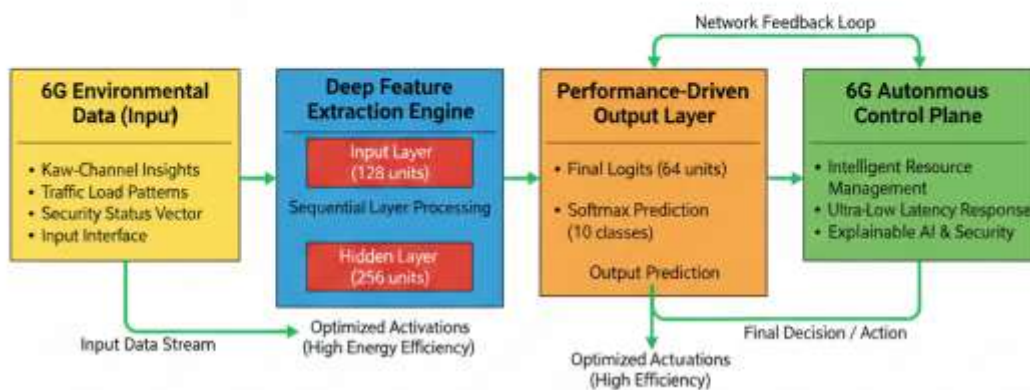 Network Feedback Loop
6G Environmental
Data (Inpu')
• Kaw-Channel Insights
• Traffic Load Patterns
• Security Status Vector
• Input Interface
Input Data Stream
Deep Feature
Extraction Engine
Input Layer
(128 units)
Sequential Layer Processing
Hidden Layer
(256 units)
Optimized Activations
(High Energy Efficiency)
Performance-Driven
Output Layer
• Final Logits (64 units)
• Softmax Prediction
(10 classes)
Output Prediction
Optimized Actuations
(High Efficiency)
6G Autonmous
Control Plane
• Intelligent Resource
Management
• Ultra-Low Latency Response
• Explainable AI & Security
Final Decision / Action